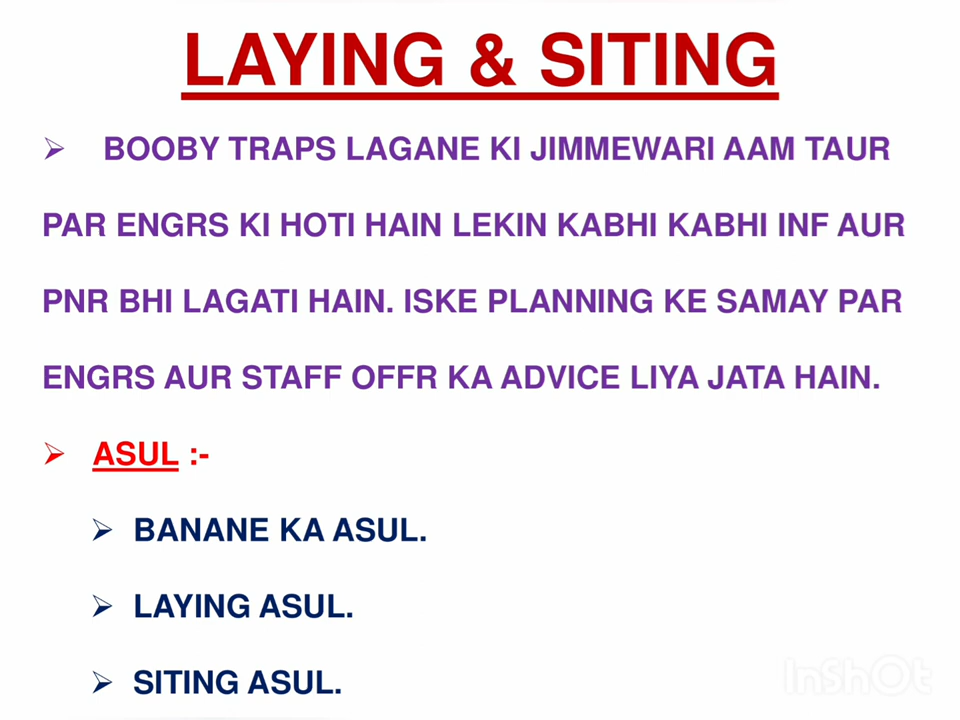 LAYING & SITING
➢ BOOBY TRAPS LAGANE KI JIMMEWARI AAM TAUR
PAR ENGRS KI HOTI HAIN LEKIN KABHI KABHI INF AUR
PNR BHI LAGATI HAIN. ISKE PLANNING KE SAMAY PAR
ENGRS AUR STAFF OFFR KA ADVICE LIYA JATA HAIN.
➢ ASUL :-
➢ BANANE KA ASUL.
➢ LAYING ASUL.
➢ SITING ASUL.
InShOt